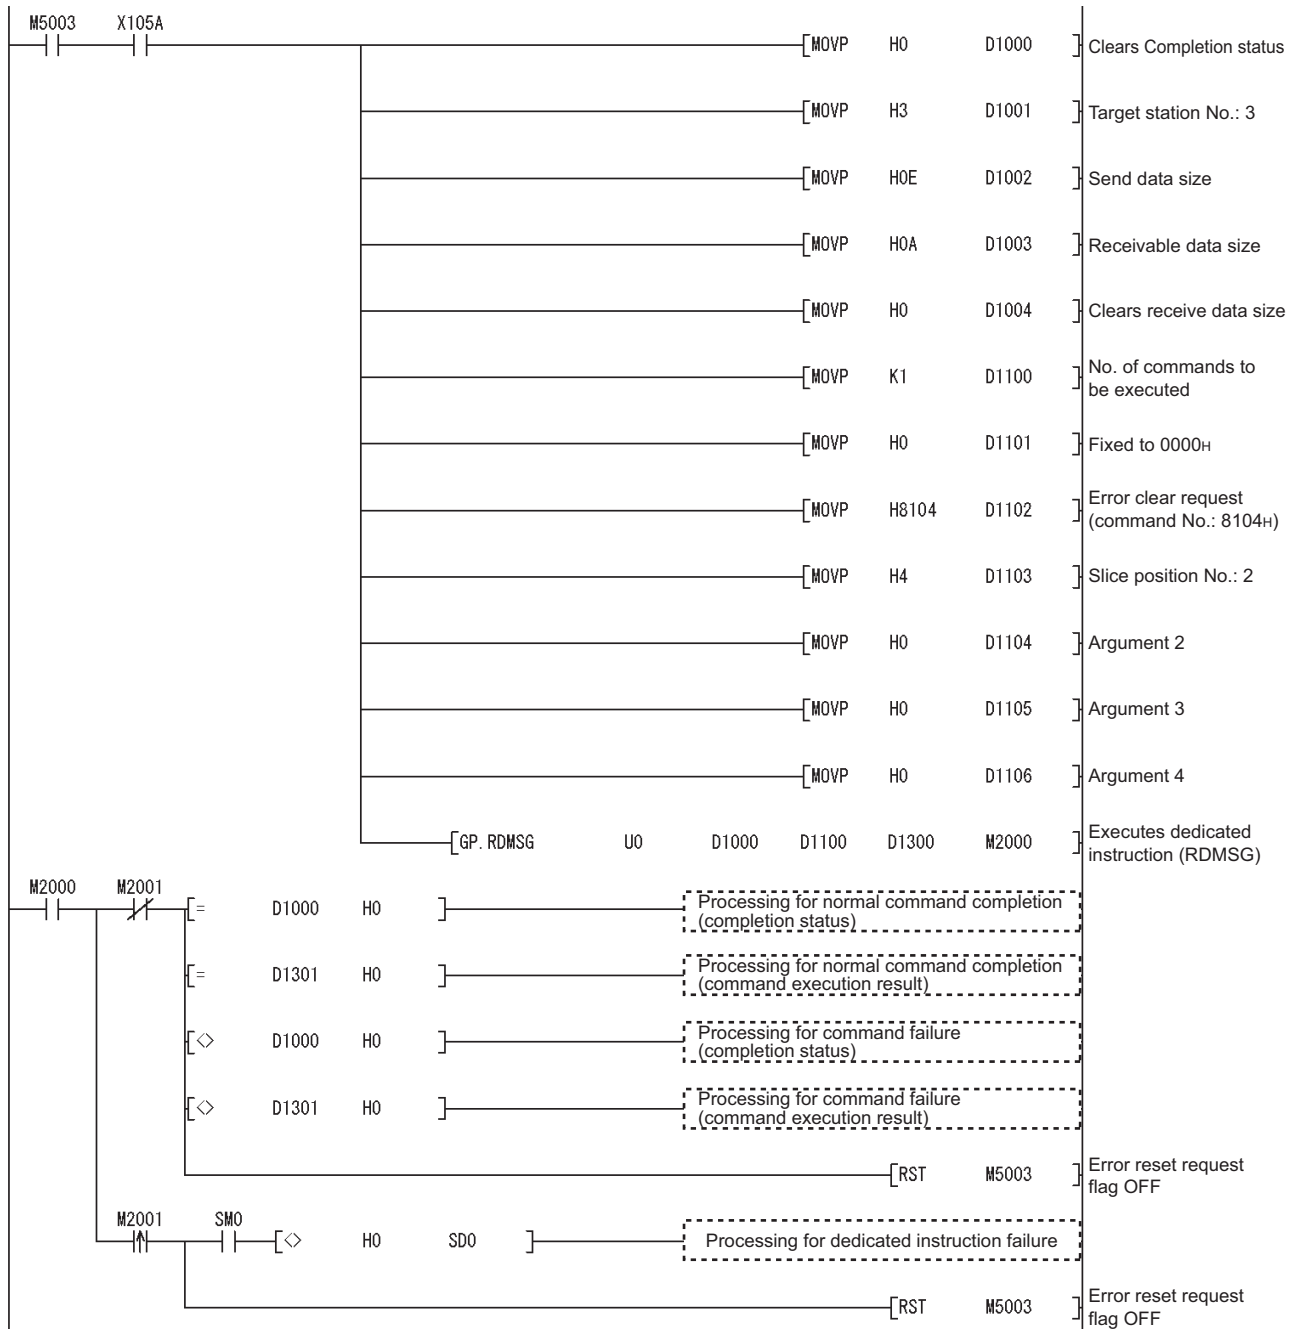 M5003 X105A
[MOVP H0 D1000 ] Clears Completion status
[MOVP H3 D1001 ] Target station No.: 3
[MOVP H0E D1002 ] Send data size
[MOVP H0A D1003 ] Receivable data size
[MOVP H0 D1004 ] Clears receive data size
[MOVP K1 D1100 ] No. of commands to
be executed
[MOVP H0 D1101 ] Fixed to 0000H
[MOVP H8104 D1102 ] Error clear request
(command No.: 8104H)
[MOVP H4 D1103 ] Slice position No.: 2
[MOVP H0 D1104 ] Argument 2
[MOVP H0 D1105 ] Argument 3
[MOVP H0 D1106 ] Argument 4
[GP.RDMSG U0 D1000 D1100 D1300 M2000 ] Executes dedicated
instruction (RDMSG)
M2000 M2001
[= D1000 H0 ] Processing for normal command completion
(completion status)
[= D1301 H0 ] Processing for normal command completion
(command execution result)
[<> D1000 H0 ] Processing for command failure
(completion status)
[<> D1301 H0 ] Processing for command failure
(command execution result)
[RST M5003 ] Error reset request
flag OFF
M2001 SM0
[<> H0 SD0 ] Processing for dedicated instruction failure
[RST M5003 ] Error reset request
flag OFF